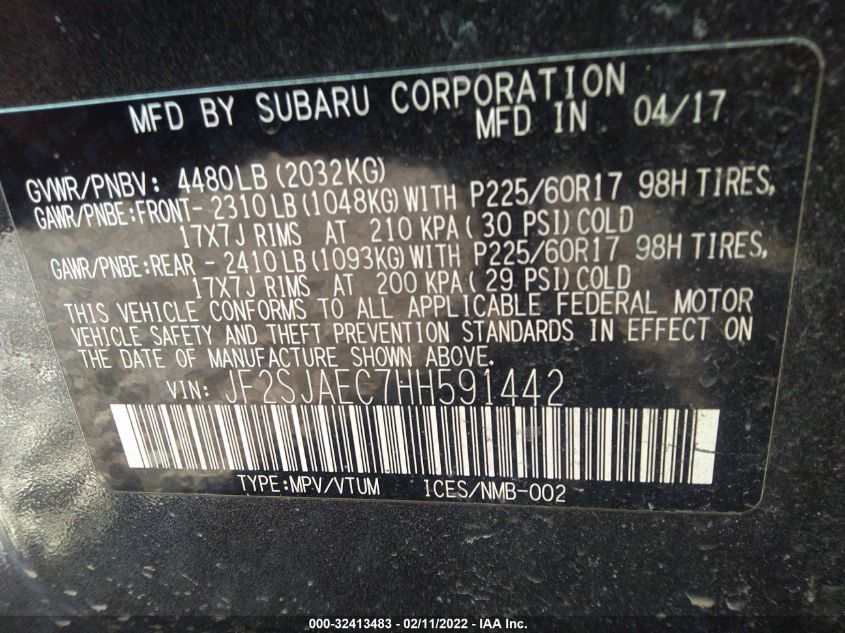 MFD BY SUBARU CORPORATION
MFD IN 04/17
GVWR/PNBV: 4480LB(2032KG)
GAWR/PNBE:FRONT- 2310LB(1048KG)WITH P225/60R17 98H TIRES,
17X7J RIMS AT 210 KPA(30 PSI)COLD
GAWR/PNBE:REAR - 2410LB(1093KG)WITH P225/60R17 98H TIRES,
17X7J RIMS AT 200 KPA(29 PSI)COLD
THIS VEHICLE CONFORMS TO ALL APPLICABLE FEDERAL MOTOR
VEHICLE SAFETY AND THEFT PREVENTION STANDARDS IN EFFECT ON
THE DATE OF MANUFACTURE SHOWN ABOVE.
VIN: JF2SJAEC7HH591442
TYPE:MPV/VTUM ICES/NMB-002
000-32413483 - 02/11/2022 - IAA Inc.